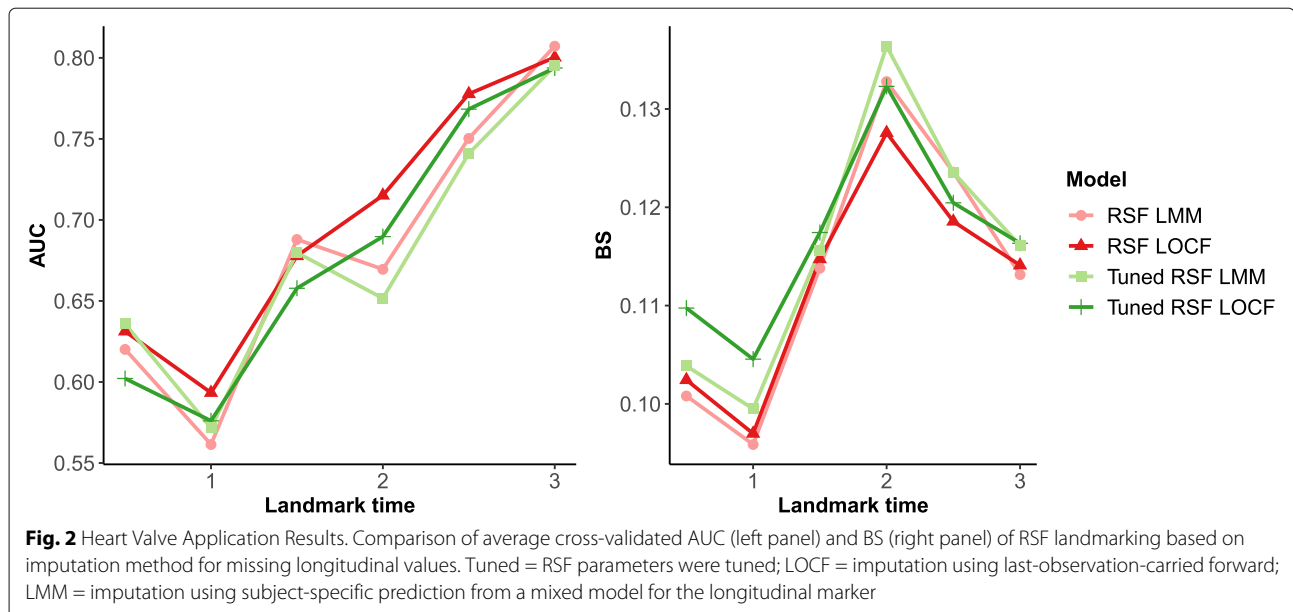 0.80
0.75
0.70
0.65
0.60
0.55
AUC
1
2
3
Landmark time
0.13
0.12
0.11
0.10
BS
1
2
3
Landmark time
Model
RSF LMM
RSF LOCF
Tuned RSF LMM
Tuned RSF LOCF
Fig. 2 Heart Valve Application Results. Comparison of average cross-validated AUC (left panel) and BS (right panel) of RSF landmarking based on
imputation method for missing longitudinal values. Tuned = RSF parameters were tuned; LOCF = imputation using last-observation-carried forward;
LMM = imputation using subject-specific prediction from a mixed model for the longitudinal marker